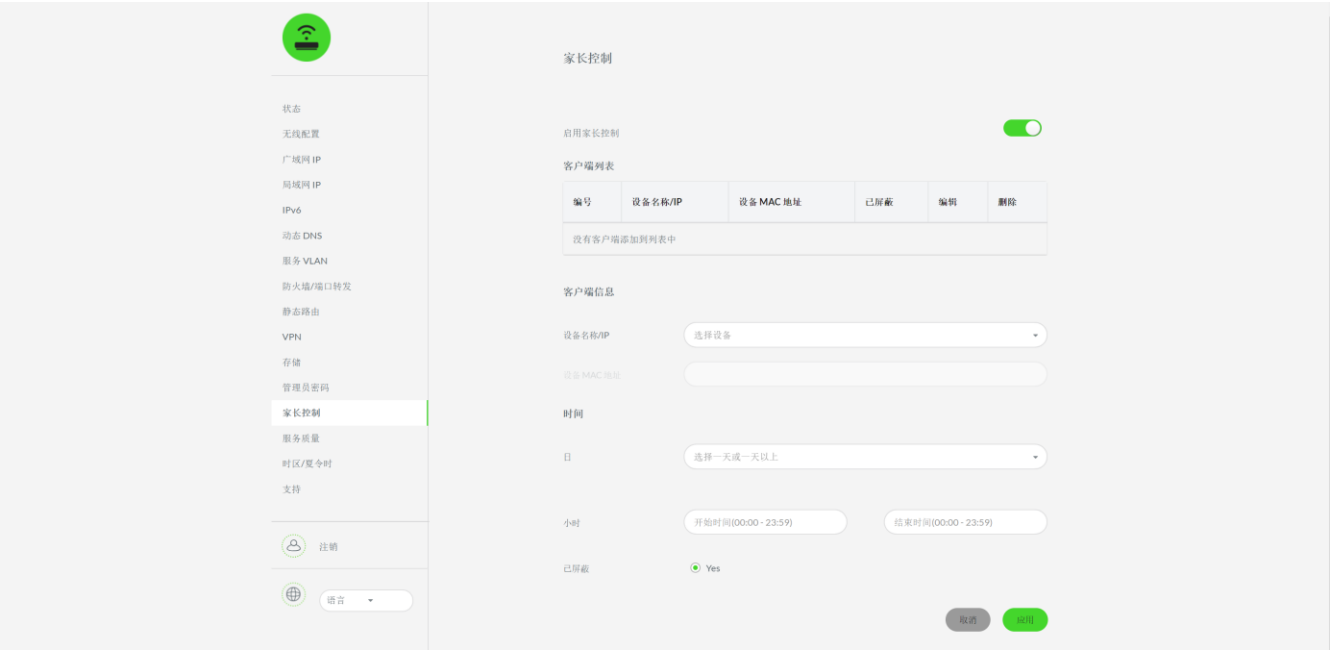 状态
无线配置
广域网 IP
局域网 IP
IPv6
动态 DNS
服务 VLAN
防火墙/端口转发
静态路由
VPN
存储
管理员密码
家长控制
服务质量
时区/夏令时
支持
注销
语言
家长控制
启用家长控制
客户端列表
编号 设备名称/IP 设备 MAC 地址 已屏蔽 编辑 删除
没有客户端添加到列表中
客户端信息
设备名称/IP 选择设备
设备 MAC 地址
时间
日 选择一天或一天以上
小时 开始时间(00:00 - 23:59) 结束时间(00:00 - 23:59)
已屏蔽 Yes
取消 应用